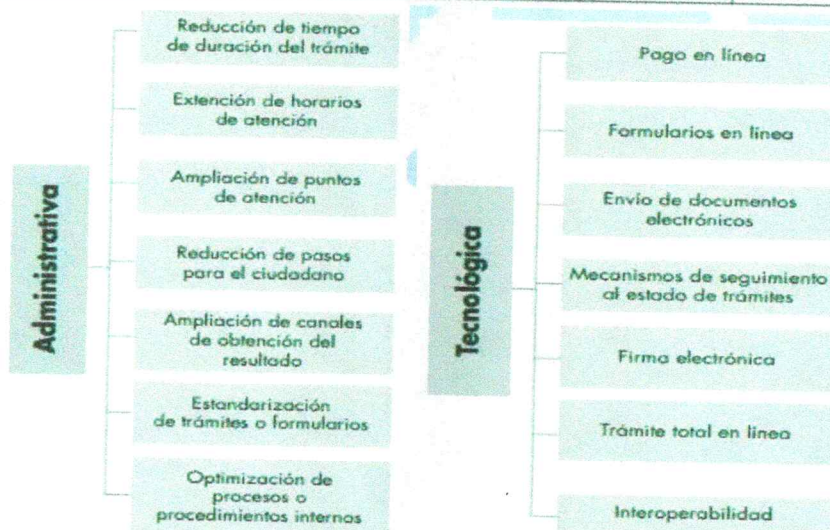 Administrativa
Reducción de tiempo
de duración del trámite
Extención de horarios
de atención
Ampliación de puntos
de atención
Reducción de pasos
para el ciudadano
Ampliación de canales
de obtención del
resultado
Estandarización
de trámites o formularios
Optimización de
procesos o
procedimientos internos
Tecnológica
Pago en línea
Formularios en línea
Envío de documentos
electrónicos
Mecanismos de seguimiento
al estado de trámites
Firma electrónica
Trámite total en línea
Interoperabilidad